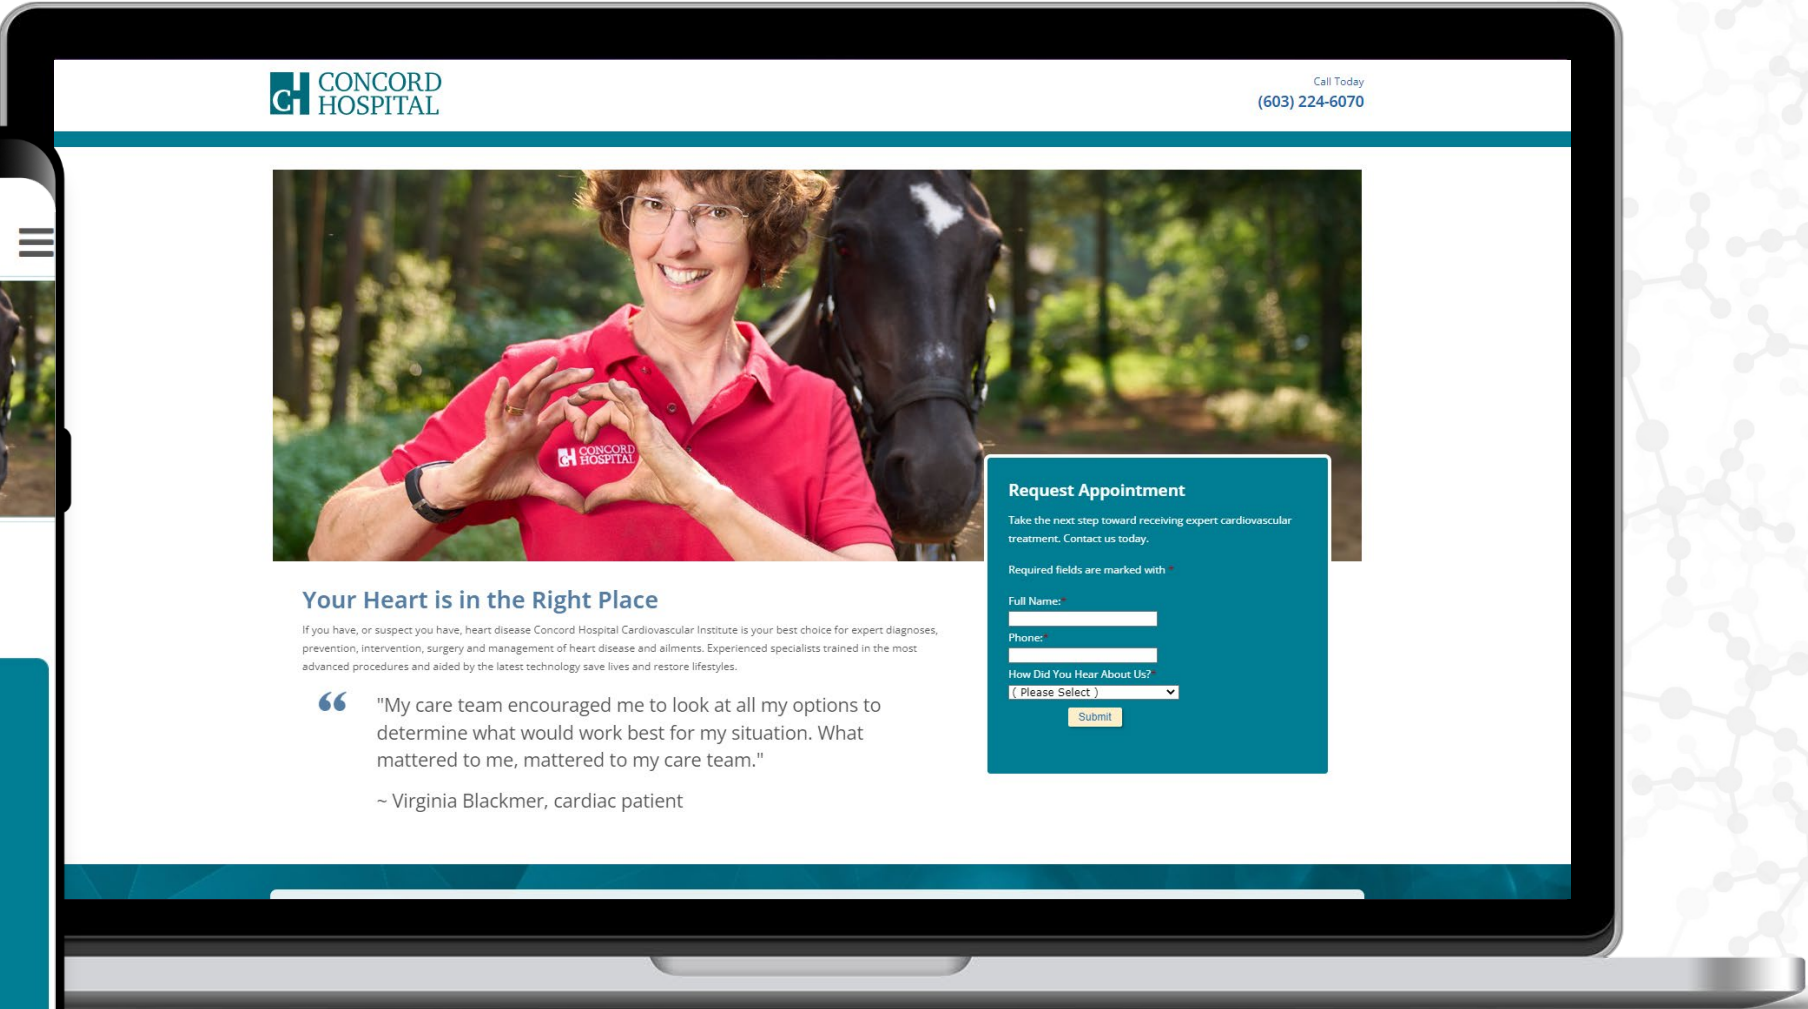 CONCORD
HOSPITAL
Call Today
(603) 224-6070
CONCORD
HOSPITAL
Your Heart is in the Right Place
If you have, or suspect you have, heart disease Concord Hospital Cardiovascular Institute is your best choice for expert diagnoses,
prevention, intervention, surgery and management of heart disease and ailments. Experienced specialists trained in the most
advanced procedures and aided by the latest technology save lives and restore lifestyles.
“ "My care team encouraged me to look at all my options to
determine what would work best for my situation. What
mattered to me, mattered to my care team."
~ Virginia Blackmer, cardiac patient
Request Appointment
Take the next step toward receiving expert cardiovascular
treatment. Contact us today.
Required fields are marked with *
Full Name:*
Phone:*
How Did You Hear About Us?*
( Please Select )
Submit